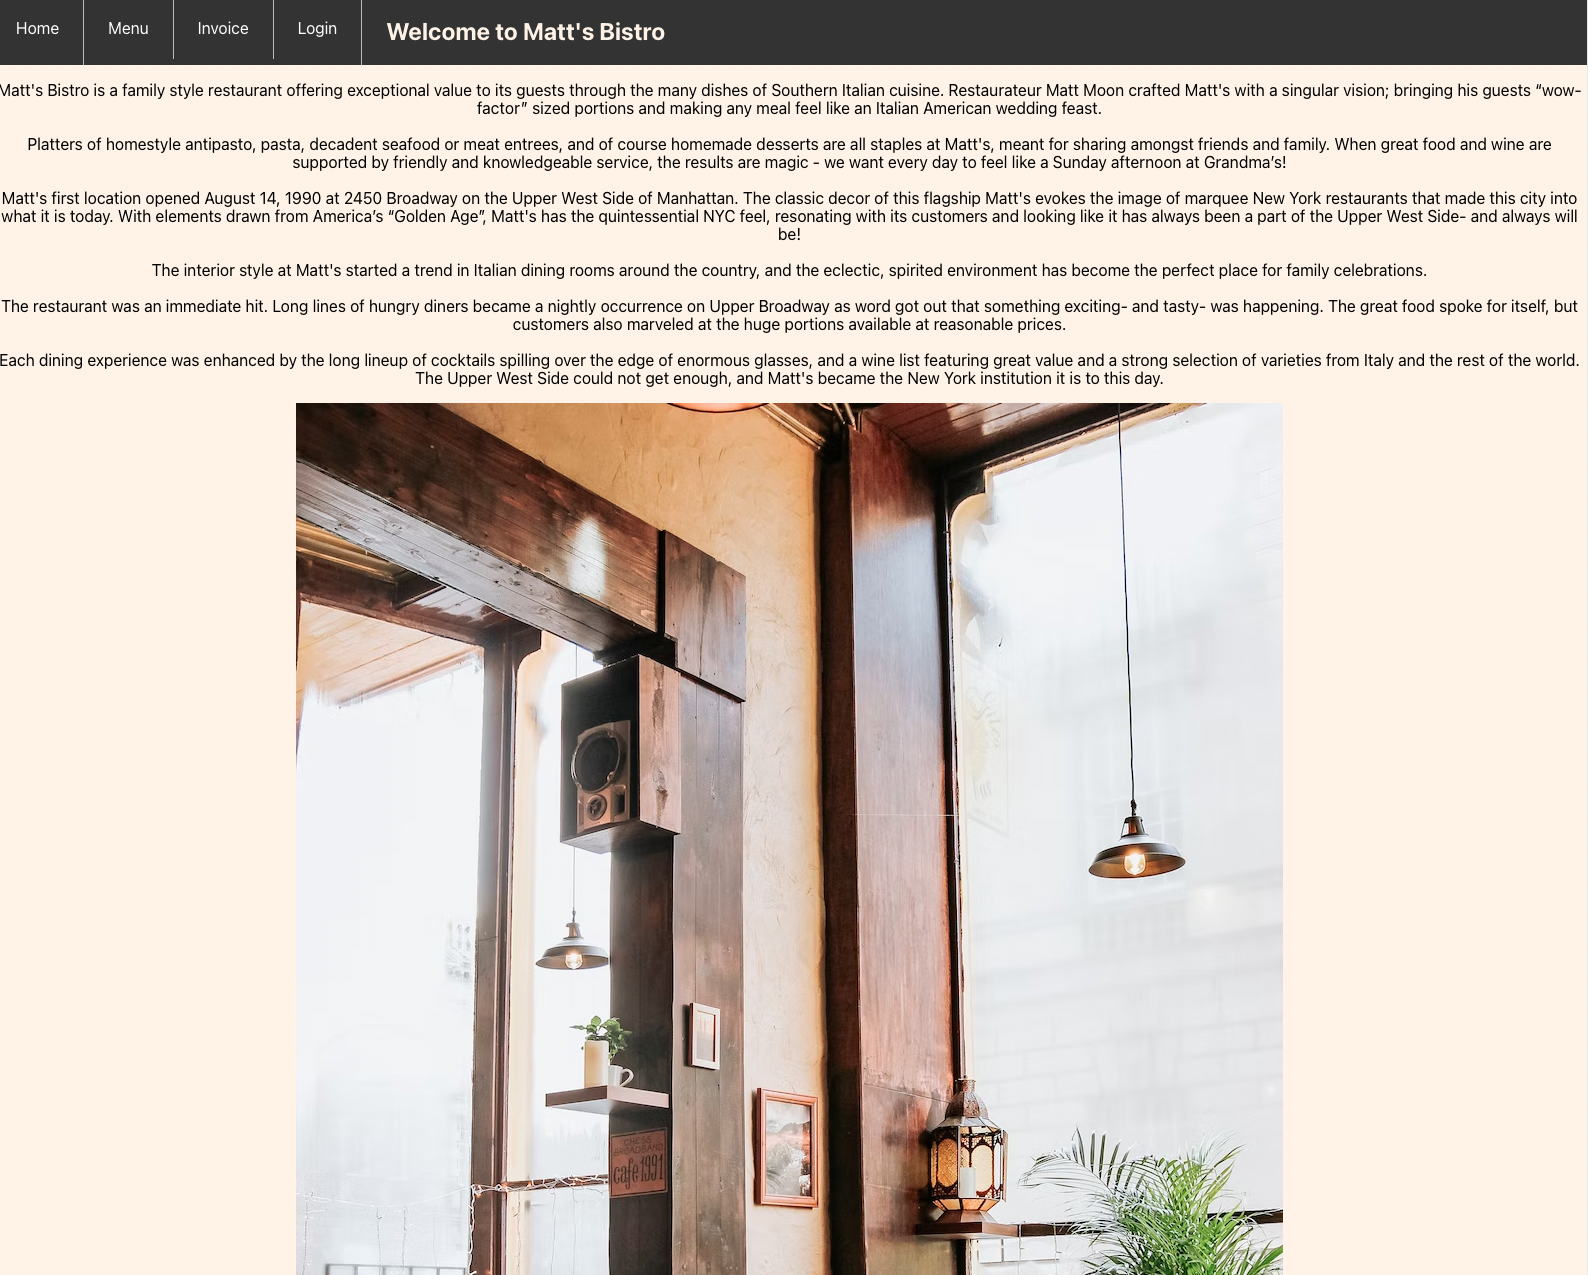 Home Menu Invoice Login Welcome to Matt's Bistro
Matt's Bistro is a family style restaurant offering exceptional value to its guests through the many dishes of Southern Italian cuisine. Restaurateur Matt Moon crafted Matt's with a singular vision; bringing his guests “wow-
factor” sized portions and making any meal feel like an Italian American wedding feast.
Platters of homestyle antipasto, pasta, decadent seafood or meat entrees, and of course homemade desserts are all staples at Matt's, meant for sharing amongst friends and family. When great food and wine are
supported by friendly and knowledgeable service, the results are magic - we want every day to feel like a Sunday afternoon at Grandma’s!
Matt's first location opened August 14, 1990 at 2450 Broadway on the Upper West Side of Manhattan. The classic decor of this flagship Matt's evokes the image of marquee New York restaurants that made this city into
what it is today. With elements drawn from America’s “Golden Age”, Matt's has the quintessential NYC feel, resonating with its customers and looking like it has always been a part of the Upper West Side- and always will
be!
The interior style at Matt's started a trend in Italian dining rooms around the country, and the eclectic, spirited environment has become the perfect place for family celebrations.
The restaurant was an immediate hit. Long lines of hungry diners became a nightly occurrence on Upper Broadway as word got out that something exciting- and tasty- was happening. The great food spoke for itself, but
customers also marveled at the huge portions available at reasonable prices.
Each dining experience was enhanced by the long lineup of cocktails spilling over the edge of enormous glasses, and a wine list featuring great value and a strong selection of varieties from Italy and the rest of the world.
The Upper West Side could not get enough, and Matt's became the New York institution it is to this day.
CHESS
BROADBAND
cafe1991